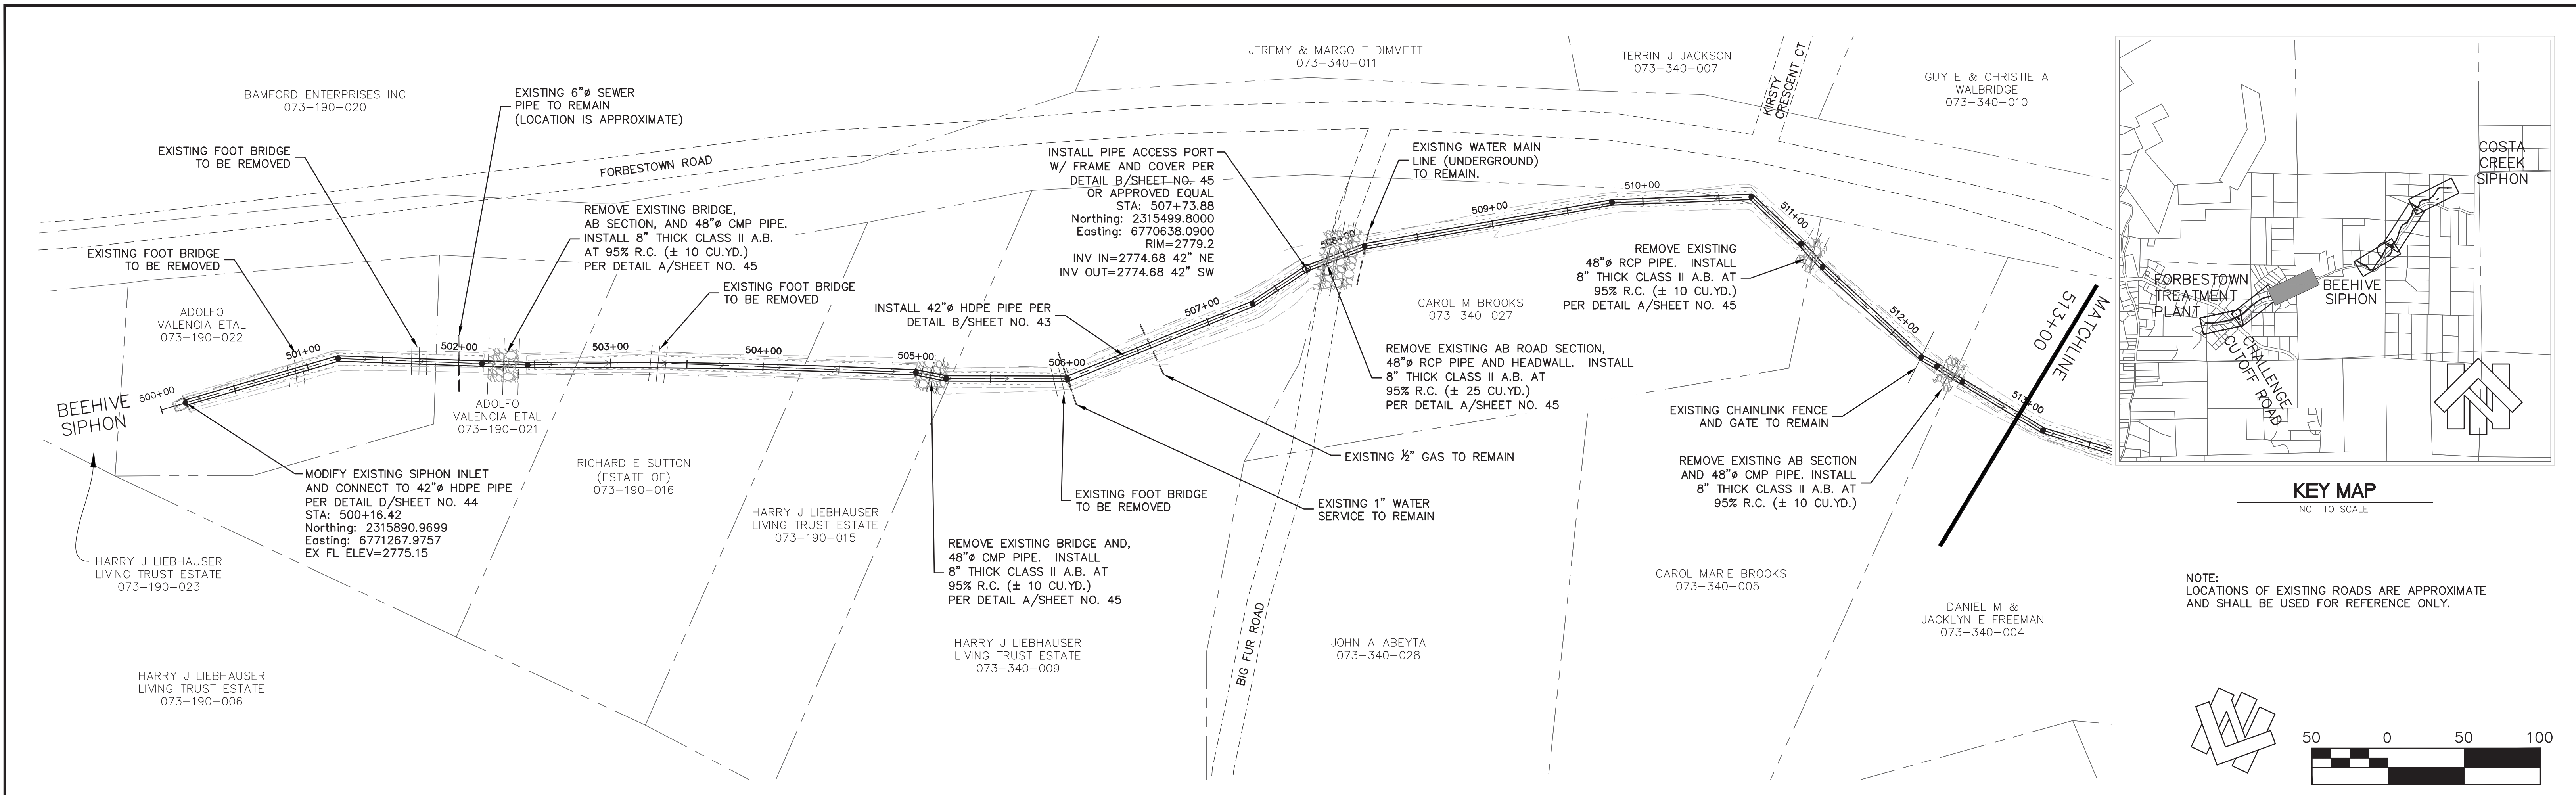 BAMFORD ENTERPRISES INC
073-190-020
EXISTING 6"ø SEWER
PIPE TO REMAIN
(LOCATION IS APPROXIMATE)
JEREMY & MARGO T DIMMETT
073-340-011
TERRIN J JACKSON
073-340-007
KIRSTY
CRESCENT CT
GUY E & CHRISTIE A
WALBRIDGE
073-340-010
EXISTING FOOT BRIDGE
TO BE REMOVED
FORBESTOWN ROAD
INSTALL PIPE ACCESS PORT
W/ FRAME AND COVER PER
DETAIL B/SHEET NO. 45
OR APPROVED EQUAL
STA: 507+73.88
Northing: 2315499.8000
Easting: 6770638.0900
RIM=2779.2
INV IN=2774.68 42" NE
INV OUT=2774.68 42" SW
EXISTING WATER MAIN
LINE (UNDERGROUND)
TO REMAIN.
REMOVE EXISTING BRIDGE,
AB SECTION, AND 48"ø CMP PIPE.
INSTALL 8" THICK CLASS II A.B.
AT 95% R.C. (± 10 CU.YD.)
PER DETAIL A/SHEET NO. 45
EXISTING FOOT BRIDGE
TO BE REMOVED
EXISTING FOOT BRIDGE
TO BE REMOVED
INSTALL 42"ø HDPE PIPE PER
DETAIL B/SHEET NO. 43
REMOVE EXISTING
48"ø RCP PIPE. INSTALL
8" THICK CLASS II A.B. AT
95% R.C. (± 10 CU.YD.)
PER DETAIL A/SHEET NO. 45
CAROL M BROOKS
073-340-027
ADOLFO
VALENCIA ETAL
073-190-022
500+00
501+00
502+00
503+00
504+00
505+00
506+00
507+00
508+00
509+00
510+00
511+00
512+00
513+00
MATCHLINE
513+00
BEEHIVE
SIPHON
ADOLFO
VALENCIA ETAL
073-190-021
REMOVE EXISTING AB ROAD SECTION,
48"ø RCP PIPE AND HEADWALL. INSTALL
8" THICK CLASS II A.B. AT
95% R.C. (± 25 CU.YD.)
PER DETAIL A/SHEET NO. 45
EXISTING CHAINLINK FENCE
AND GATE TO REMAIN
EXISTING ½" GAS TO REMAIN
REMOVE EXISTING AB SECTION
AND 48"ø CMP PIPE. INSTALL
8" THICK CLASS II A.B. AT
95% R.C. (± 10 CU.YD.)
MODIFY EXISTING SIPHON INLET
AND CONNECT TO 42"ø HDPE PIPE
PER DETAIL D/SHEET NO. 44
STA: 500+16.42
Northing: 2315890.9699
Easting: 6771267.9757
EX FL ELEV=2775.15
RICHARD E SUTTON
(ESTATE OF)
073-190-016
EXISTING FOOT BRIDGE
TO BE REMOVED
EXISTING 1" WATER
SERVICE TO REMAIN
HARRY J LIEBHAUSER
LIVING TRUST ESTATE
073-190-015
REMOVE EXISTING BRIDGE AND,
48"ø CMP PIPE. INSTALL
8" THICK CLASS II A.B. AT
95% R.C. (± 10 CU.YD.)
PER DETAIL A/SHEET NO. 45
HARRY J LIEBHAUSER
LIVING TRUST ESTATE
073-190-023
HARRY J LIEBHAUSER
LIVING TRUST ESTATE
073-190-006
HARRY J LIEBHAUSER
LIVING TRUST ESTATE
073-340-009
BIG FUR ROAD
JOHN A ABEYTA
073-340-028
CAROL MARIE BROOKS
073-340-005
DANIEL M &
JACKLYN E FREEMAN
073-340-004
COSTA
CREEK
SIPHON
FORBESTOWN
TREATMENT
PLANT
BEEHIVE
SIPHON
CHALLENGE
CUTOFF ROAD
KEY MAP
NOT TO SCALE
NOTE:
LOCATIONS OF EXISTING ROADS ARE APPROXIMATE
AND SHALL BE USED FOR REFERENCE ONLY.
50 0 50 100